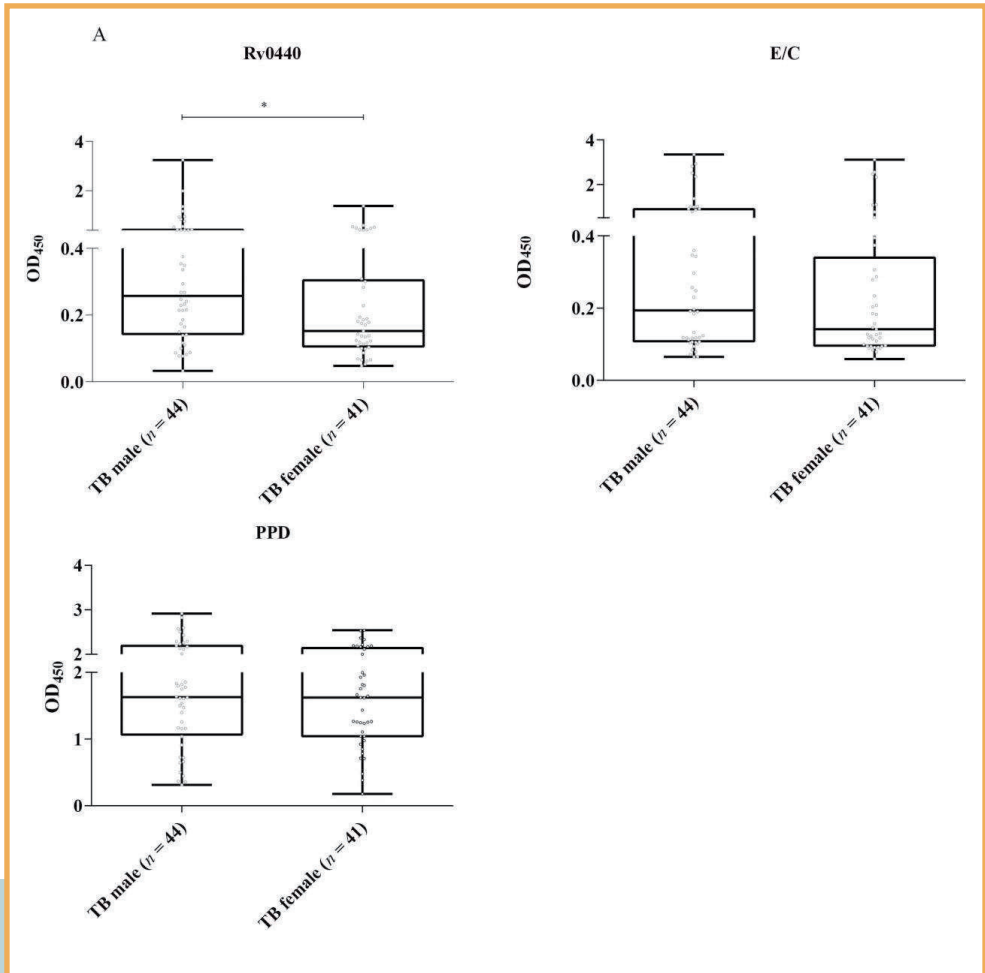 A
Rv0440
*
4
2
0.4
0.2
0.0
OD450
TB male (n = 44)
TB female (n = 41)
E/C
4
2
0.4
0.2
0.0
OD450
TB male (n = 44)
TB female (n = 41)
PPD
4
3
2
2
1
0
OD450
TB male (n = 44)
TB female (n = 41)